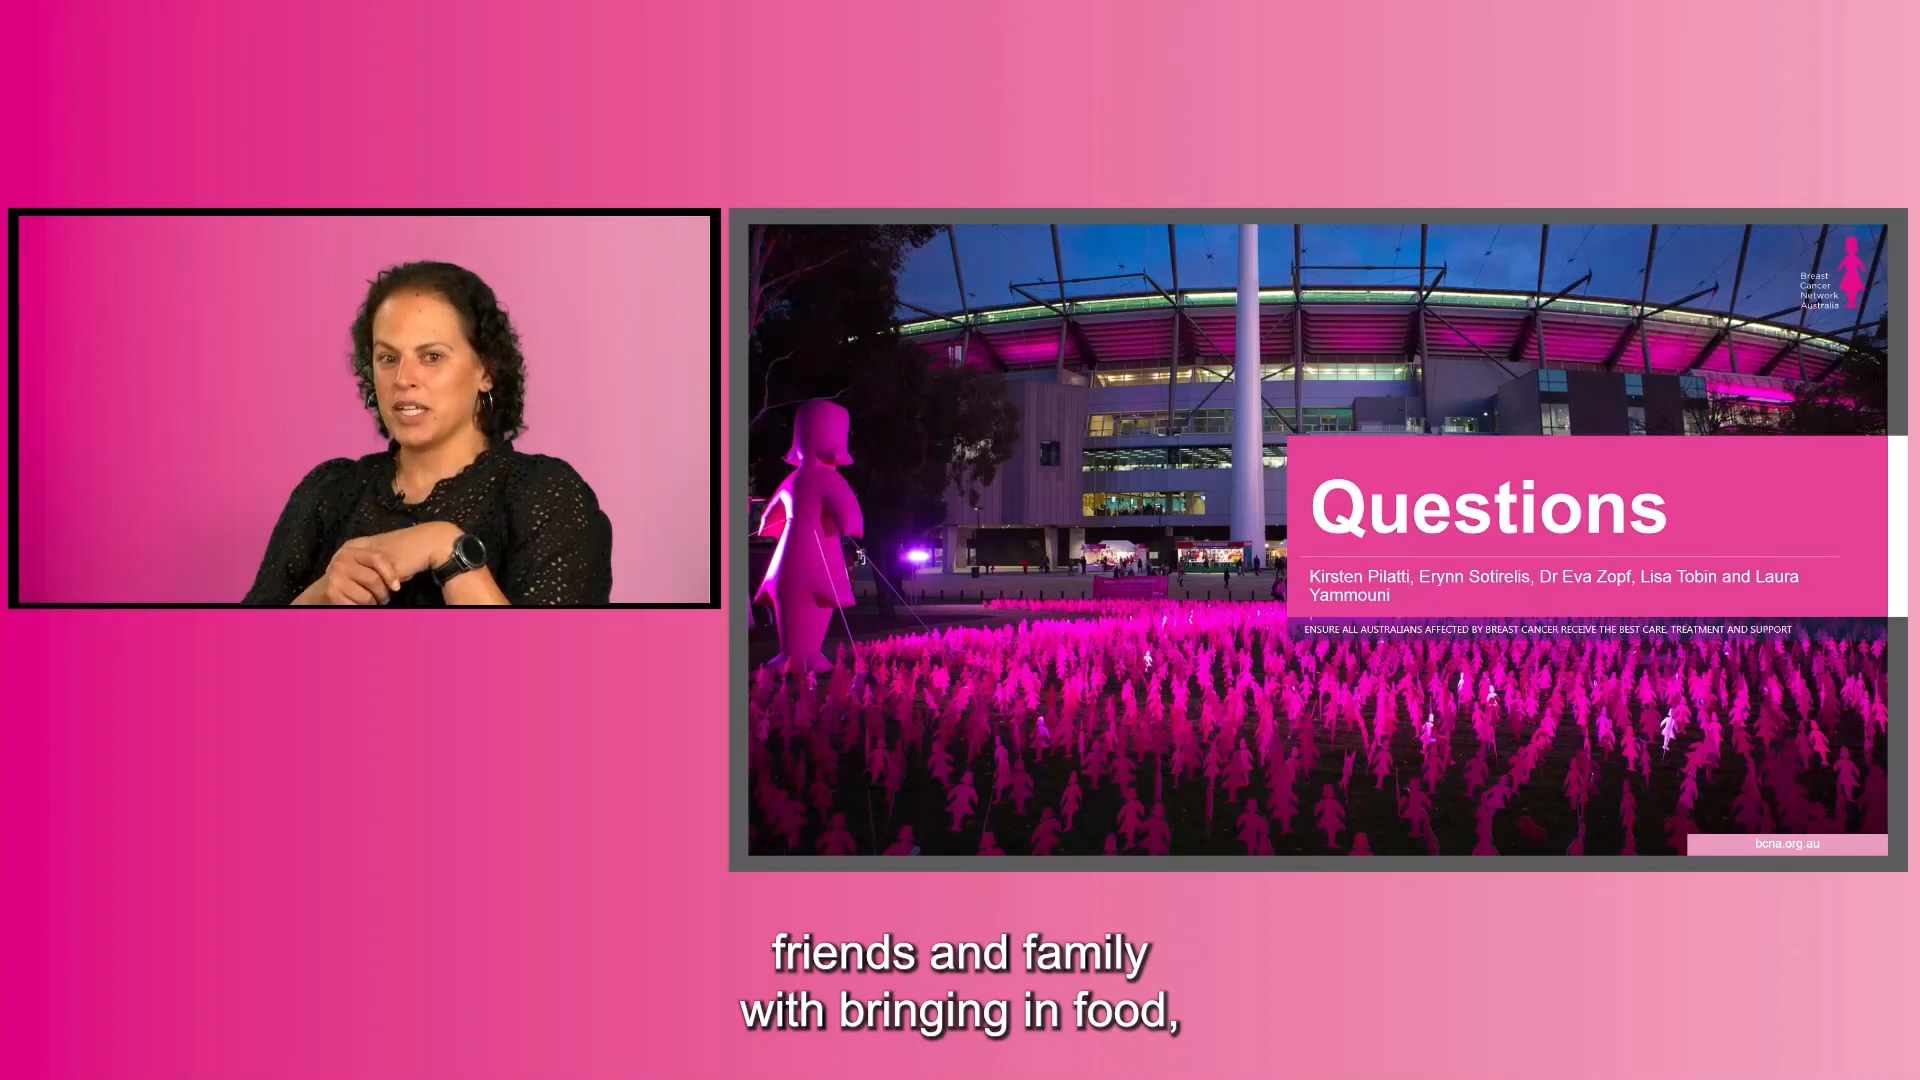 Breast
Cancer
Network
Australia
Questions
Kirsten Pilatti, Erynn Sotirelis, Dr Eva Zopf, Lisa Tobin and Laura
Yammouni
ENSURE ALL AUSTRALIANS AFFECTED BY BREAST CANCER RECEIVE THE BEST CARE, TREATMENT AND SUPPORT
bcna.org.au
friends and family
with bringing in food,